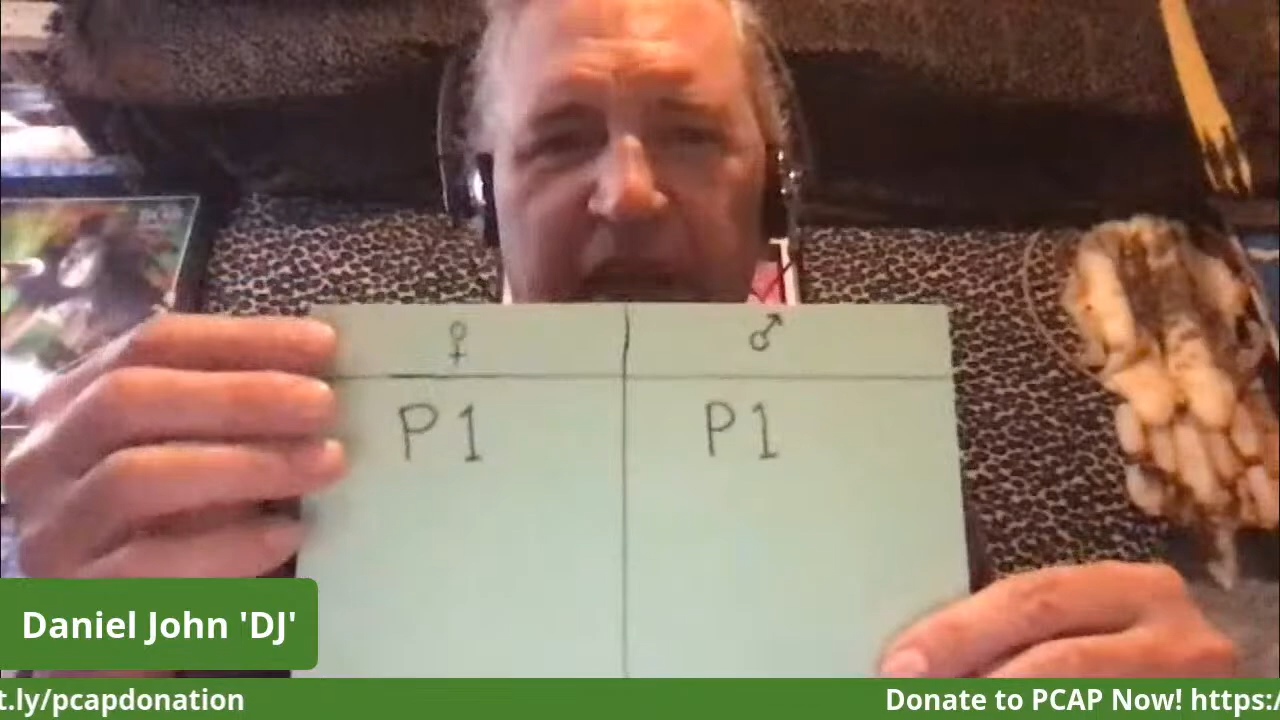 ♀ ♂
P1 P1
Daniel John 'DJ'
t.ly/pcapdonation Donate to PCAP Now! https:/